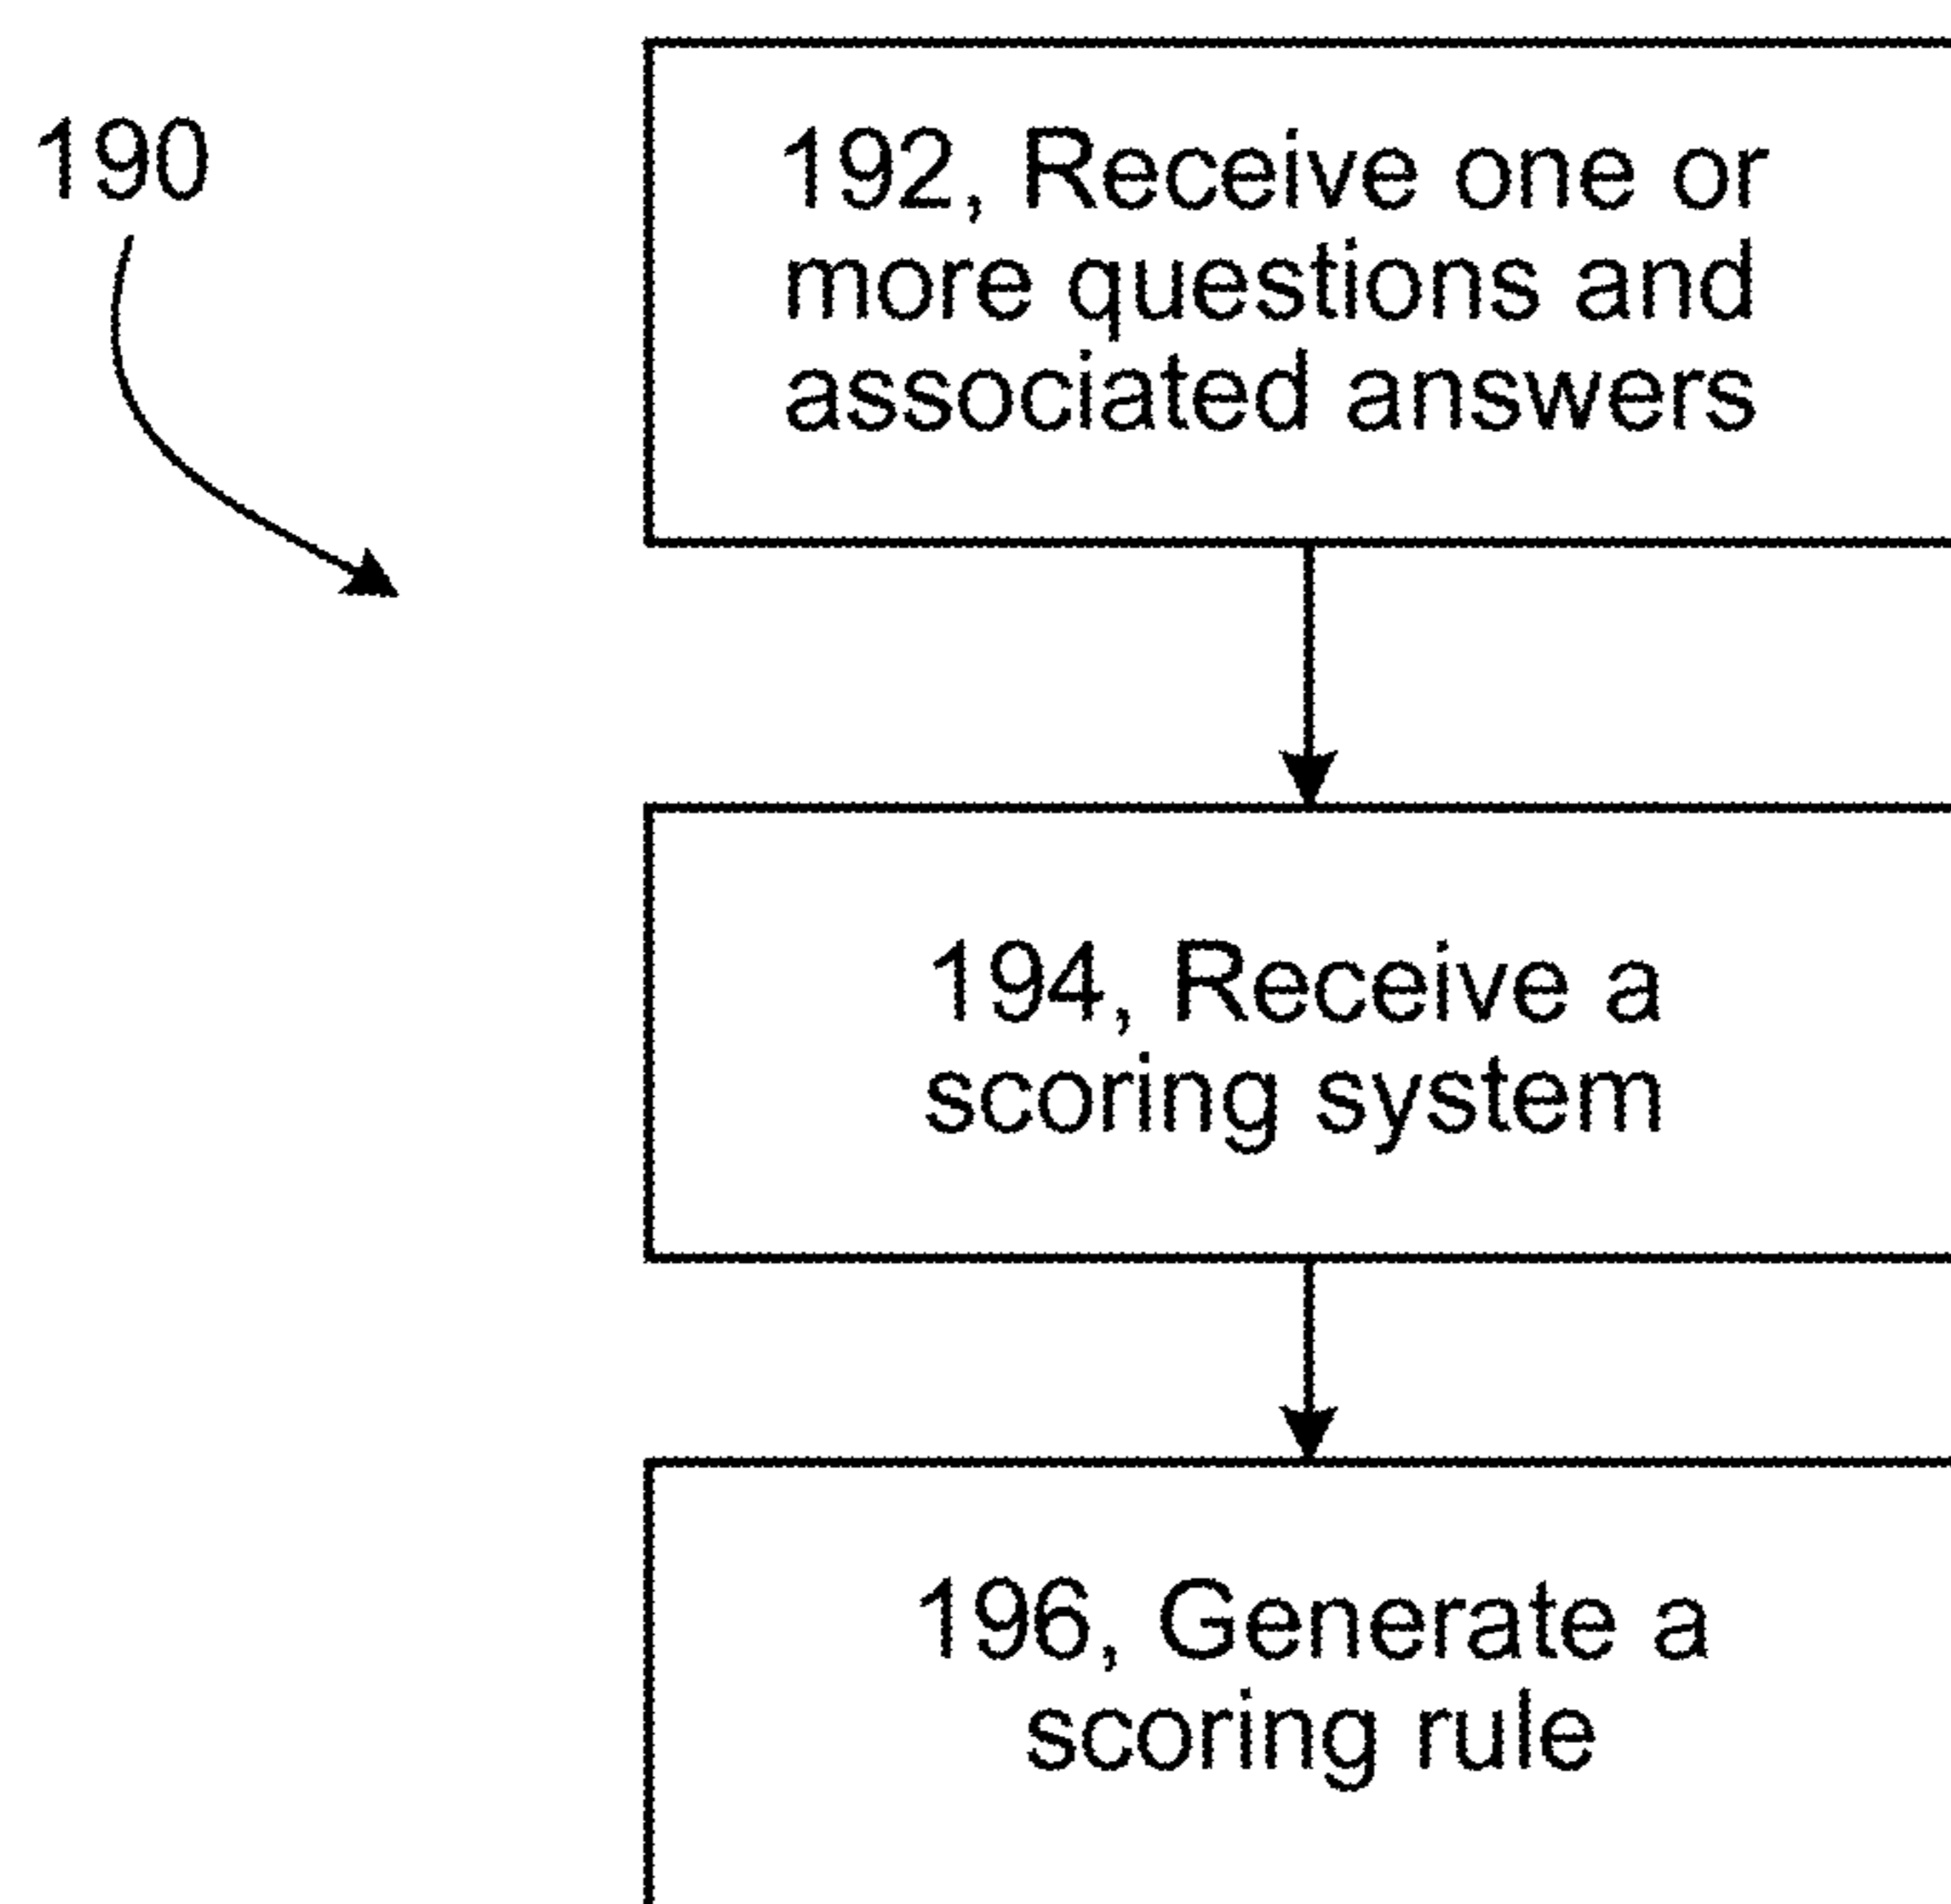 190
192, Receive one or
more questions and
associated answers
194, Receive a
scoring system
196, Generate a
scoring rule